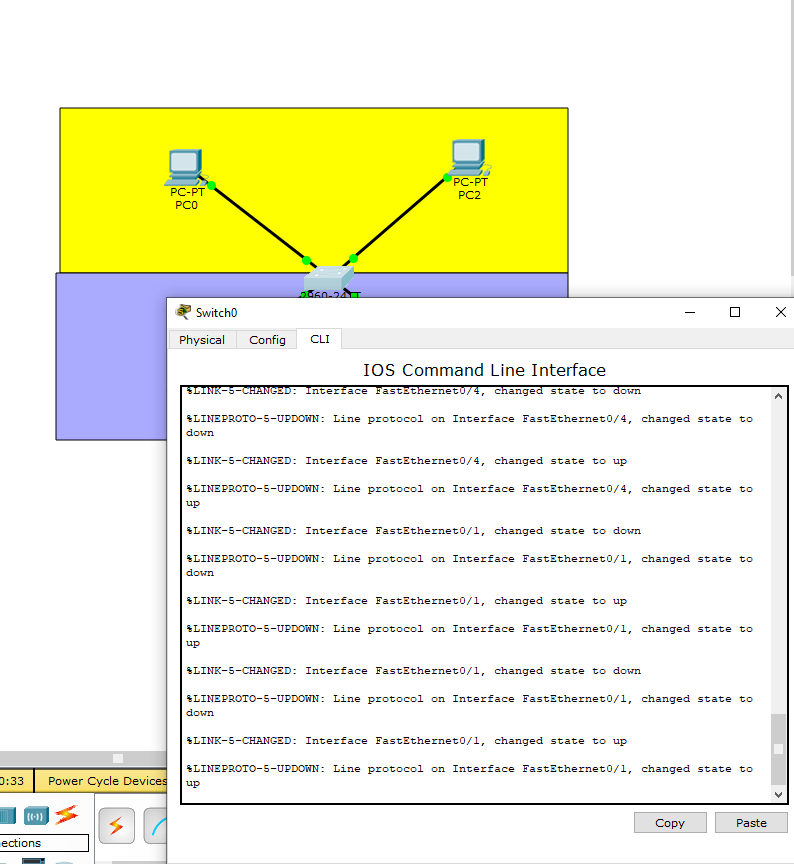 PC-PT
PC0
PC-PT
PC2
Switch0
Physical
Config
CLI
IOS Command Line Interface
%LINK-5-CHANGED: Interface FastEthernet0/4, changed state to down
%LINEPROTO-5-UPDOWN: Line protocol on Interface FastEthernet0/4, changed state to
down
%LINK-5-CHANGED: Interface FastEthernet0/4, changed state to up
%LINEPROTO-5-UPDOWN: Line protocol on Interface FastEthernet0/4, changed state to
up
%LINK-5-CHANGED: Interface FastEthernet0/1, changed state to down
%LINEPROTO-5-UPDOWN: Line protocol on Interface FastEthernet0/1, changed state to
down
%LINK-5-CHANGED: Interface FastEthernet0/1, changed state to up
%LINEPROTO-5-UPDOWN: Line protocol on Interface FastEthernet0/1, changed state to
up
%LINK-5-CHANGED: Interface FastEthernet0/1, changed state to down
%LINEPROTO-5-UPDOWN: Line protocol on Interface FastEthernet0/1, changed state to
down
%LINK-5-CHANGED: Interface FastEthernet0/1, changed state to up
%LINEPROTO-5-UPDOWN: Line protocol on Interface FastEthernet0/1, changed state to
up
0:33
Power Cycle Devices
ections
Copy
Paste